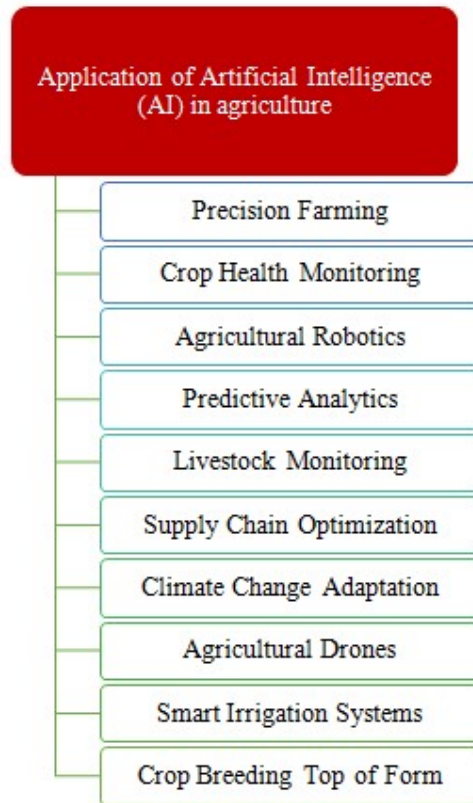 Application of Artificial Intelligence
(AI) in agriculture
Precision Farming
Crop Health Monitoring
Agricultural Robotics
Predictive Analytics
Livestock Monitoring
Supply Chain Optimization
Climate Change Adaptation
Agricultural Drones
Smart Irrigation Systems
Crop Breeding Top of Form